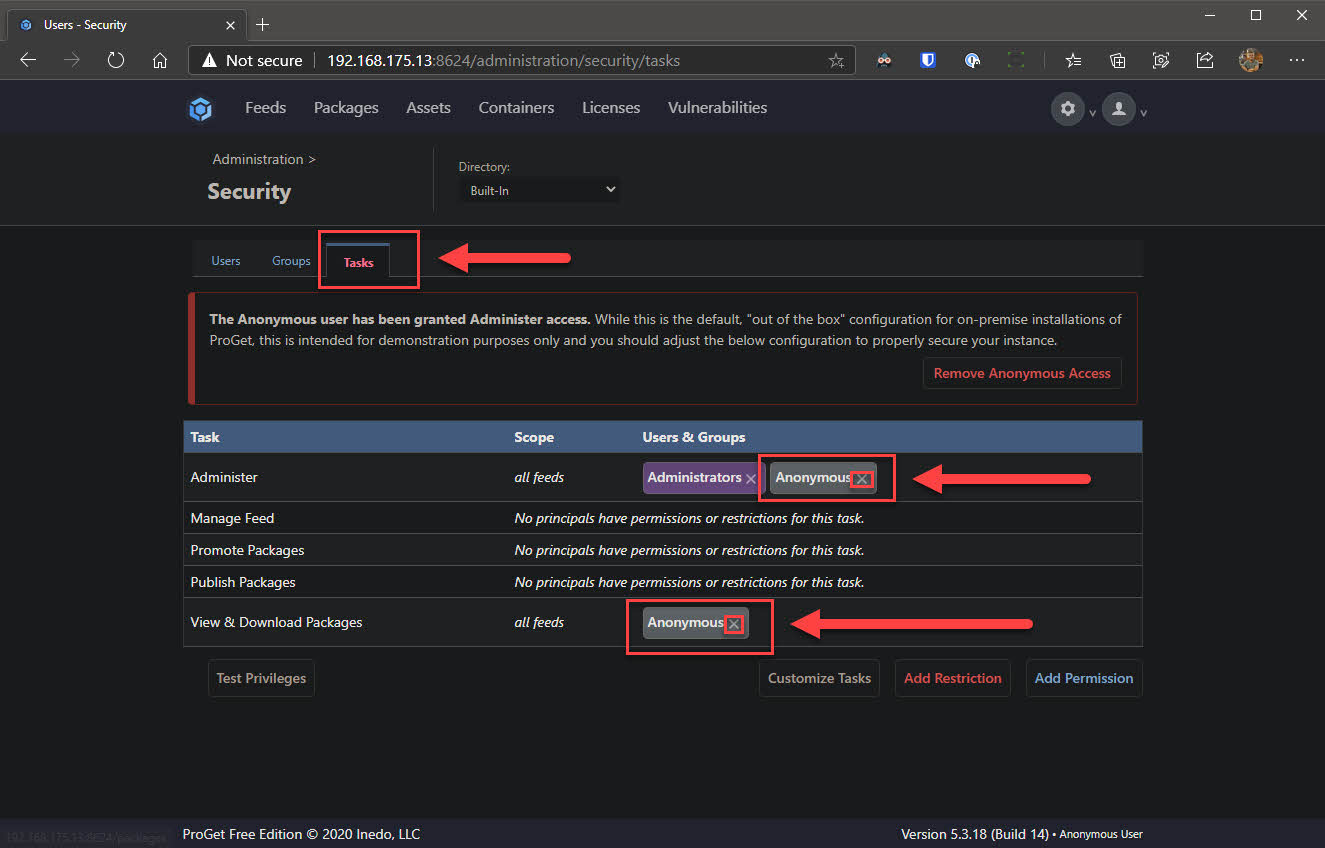 Users - Security
Not secure 192.168.175.13:8624/administration/security/tasks
Feeds Packages Assets Containers Licenses Vulnerabilities
Administration >
Security
Directory:
Built-In
Users Groups Tasks
The Anonymous user has been granted Administer access. While this is the default, "out of the box" configuration for on-premise installations of
ProGet, this is intended for demonstration purposes only and you should adjust the below configuration to properly secure your instance.
Remove Anonymous Access
Task Scope Users & Groups
Administer all feeds Administrators Anonymous
Manage Feed No principals have permissions or restrictions for this task.
Promote Packages No principals have permissions or restrictions for this task.
Publish Packages No principals have permissions or restrictions for this task.
View & Download Packages all feeds Anonymous
Test Privileges Customize Tasks Add Restriction Add Permission
192.168.175.13:8624/packages ProGet Free Edition © 2020 Inedo, LLC Version 5.3.18 (Build 14) • Anonymous User